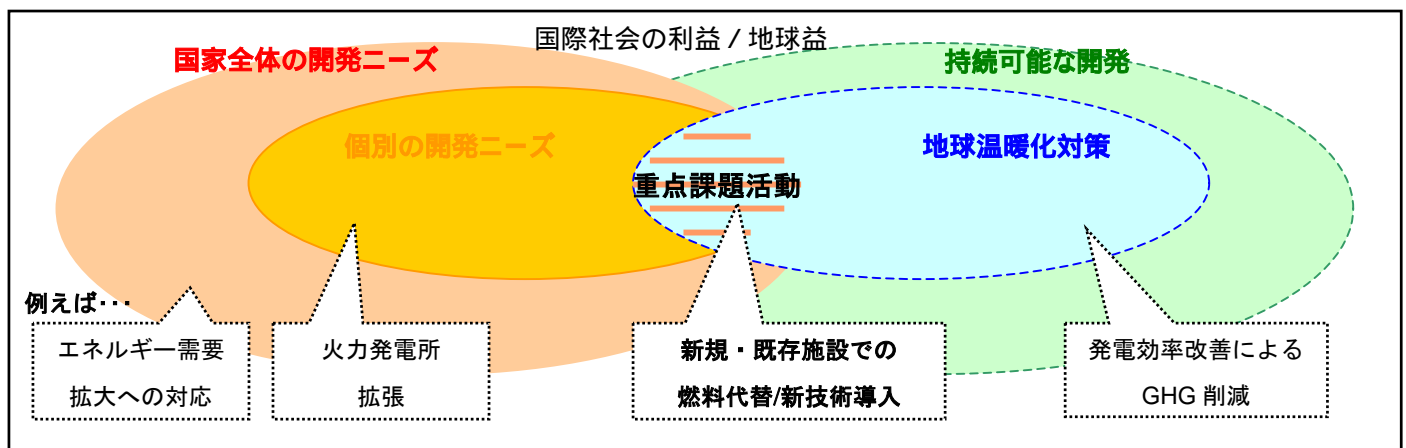 国際社会の利益 / 地球益
国家全体の開発ニーズ
持続可能な開発
個別の開発ニーズ
地球温暖化対策
重点課題活動
例えば･･･
エネルギー需要
拡大への対応
火力発電所
拡張
新規・既存施設での
燃料代替/新技術導入
発電効率改善による
GHG 削減